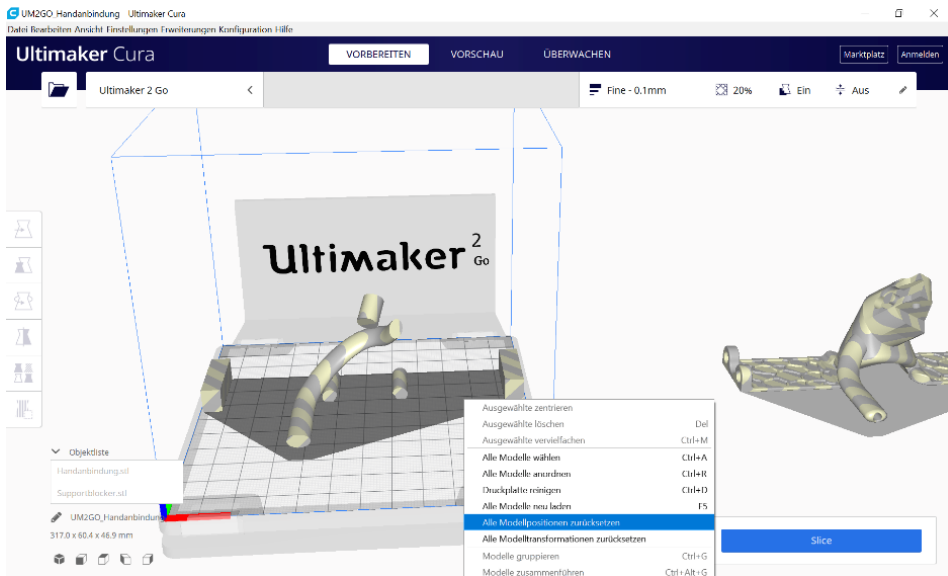 UM2GO_Handanbindung - Ultimaker Cura
Datei Bearbeiten Ansicht Einstellungen Erweiterungen Konfiguration Hilfe
Ultimaker Cura
VORBEREITEN
VORSCHAU
ÜBERWACHEN
Marktplatz
Anmelden
Ultimaker 2 Go
Fine - 0.1mm
20%
Ein
Aus
Ultimaker 2
Go
Objektliste
Handanbindung.stl
Supportblocker.stl
UM2GO_Handanbindun
317.0 x 60.4 x 46.9 mm
Ausgewählte zentrieren
Ausgewählte löschen Del
Ausgewählte vervielfachen Ctrl+M
Alle Modelle wählen Ctrl+A
Alle Modelle anordnen Ctrl+R
Druckplatte reinigen Ctrl+D
Alle Modelle neu laden F5
Alle Modellpositionen zurücksetzen
Alle Modelltransformationen zurücksetzen
Modelle gruppieren Ctrl+G
Modelle zusammenführen Ctrl+Alt+G
Slice